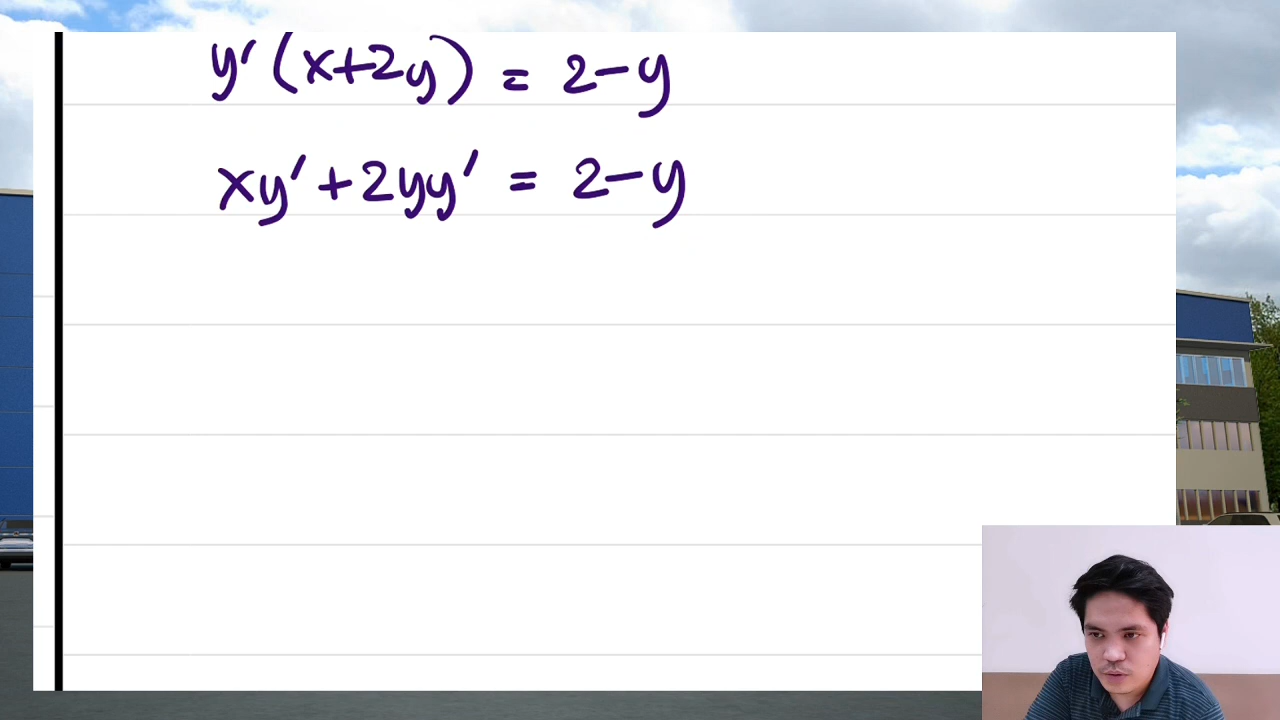 y′(x+2y) = 2-y
xy′+2yy′ = 2-y